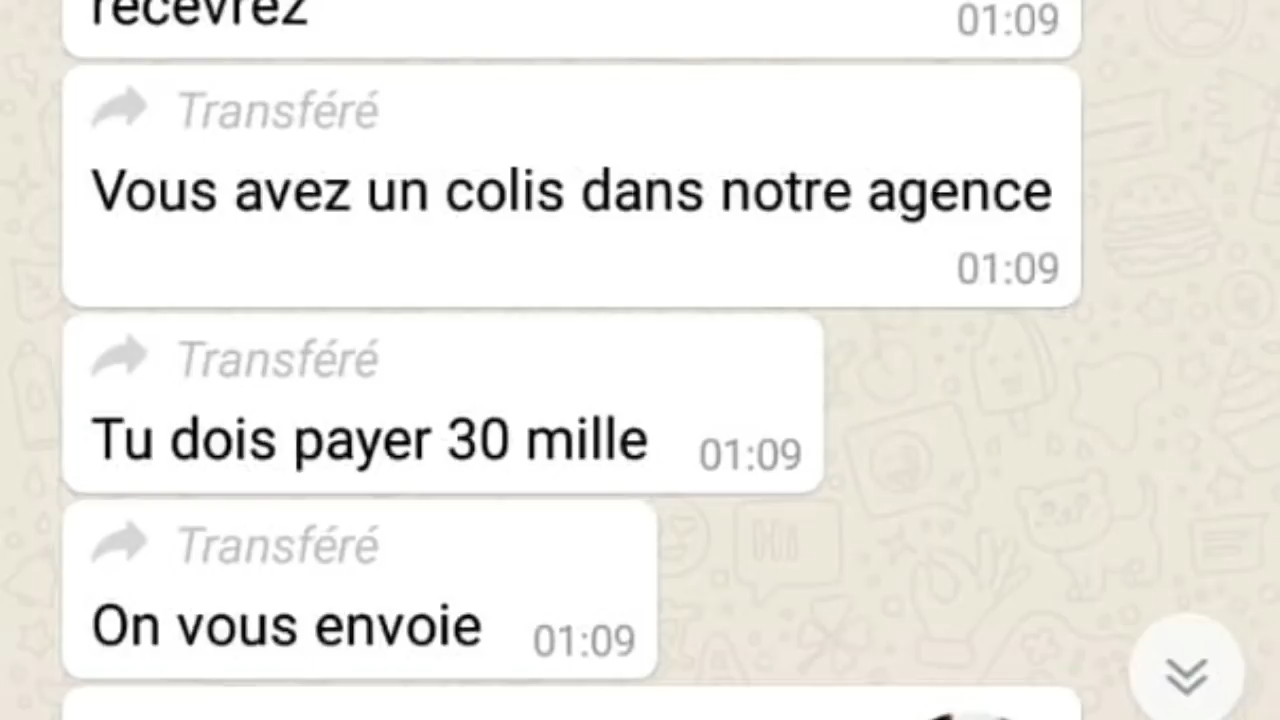 recevrez
01:09
Transféré
Vous avez un colis dans notre agence
01:09
Transféré
Tu dois payer 30 mille 01:09
Transféré
On vous envoie 01:09